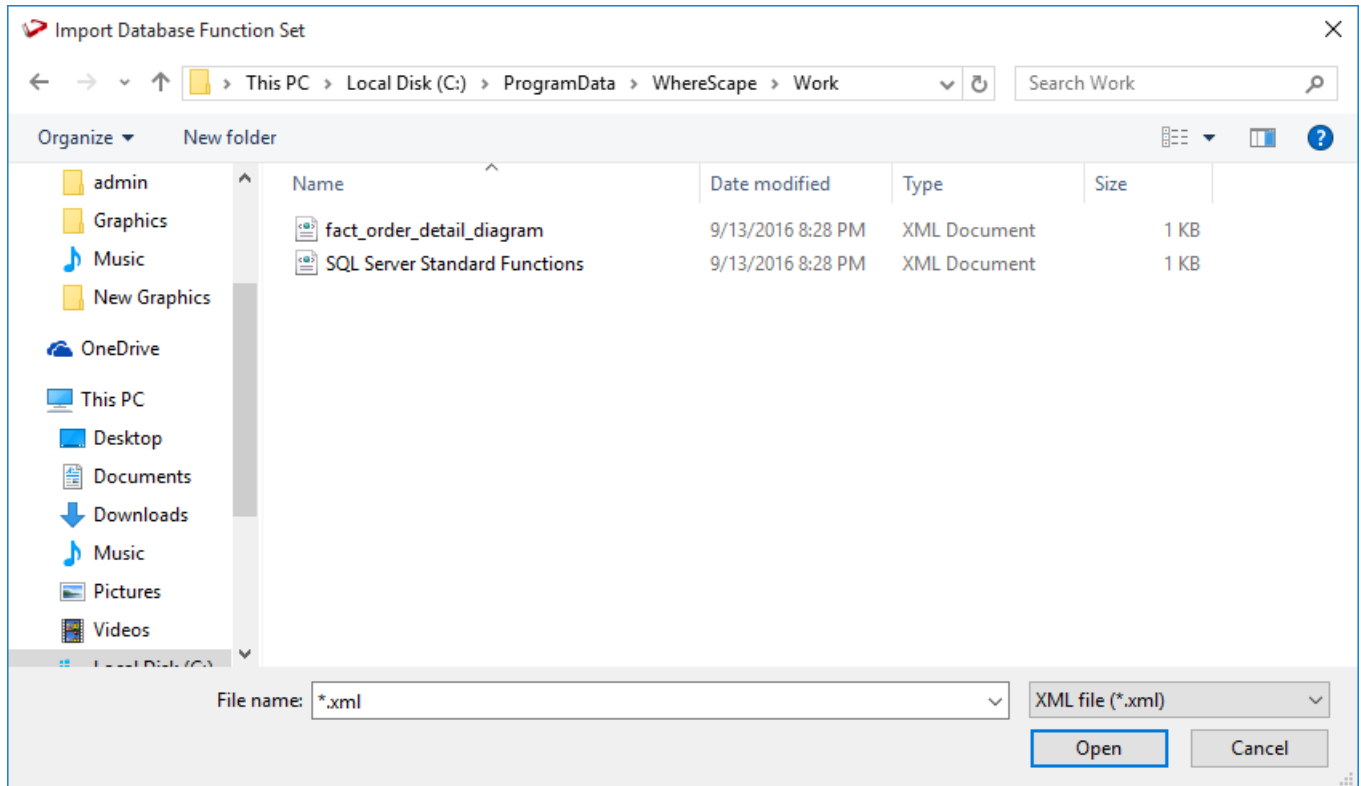 Import Database Function Set
This PC > Local Disk (C:) > ProgramData > WhereScape > Work
Search Work
Organize
New folder
admin
Graphics
Music
New Graphics
OneDrive
This PC
Desktop
Documents
Downloads
Music
Pictures
Videos
Local Disk (C:)
Name Date modified Type Size
fact_order_detail_diagram 9/13/2016 8:28 PM XML Document 1 KB
SQL Server Standard Functions 9/13/2016 8:28 PM XML Document 1 KB
File name: *.xml
XML file (*.xml)
Open
Cancel